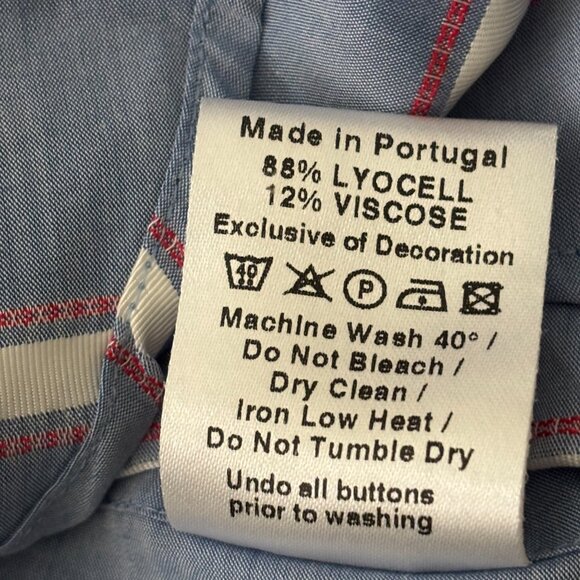 Made in Portugal
88% LYOCELL
12% VISCOSE
Exclusive of Decoration
40 P
Machine Wash 40° /
Do Not Bleach /
Dry Clean /
Iron Low Heat /
Do Not Tumble Dry
Undo all buttons
prior to washing